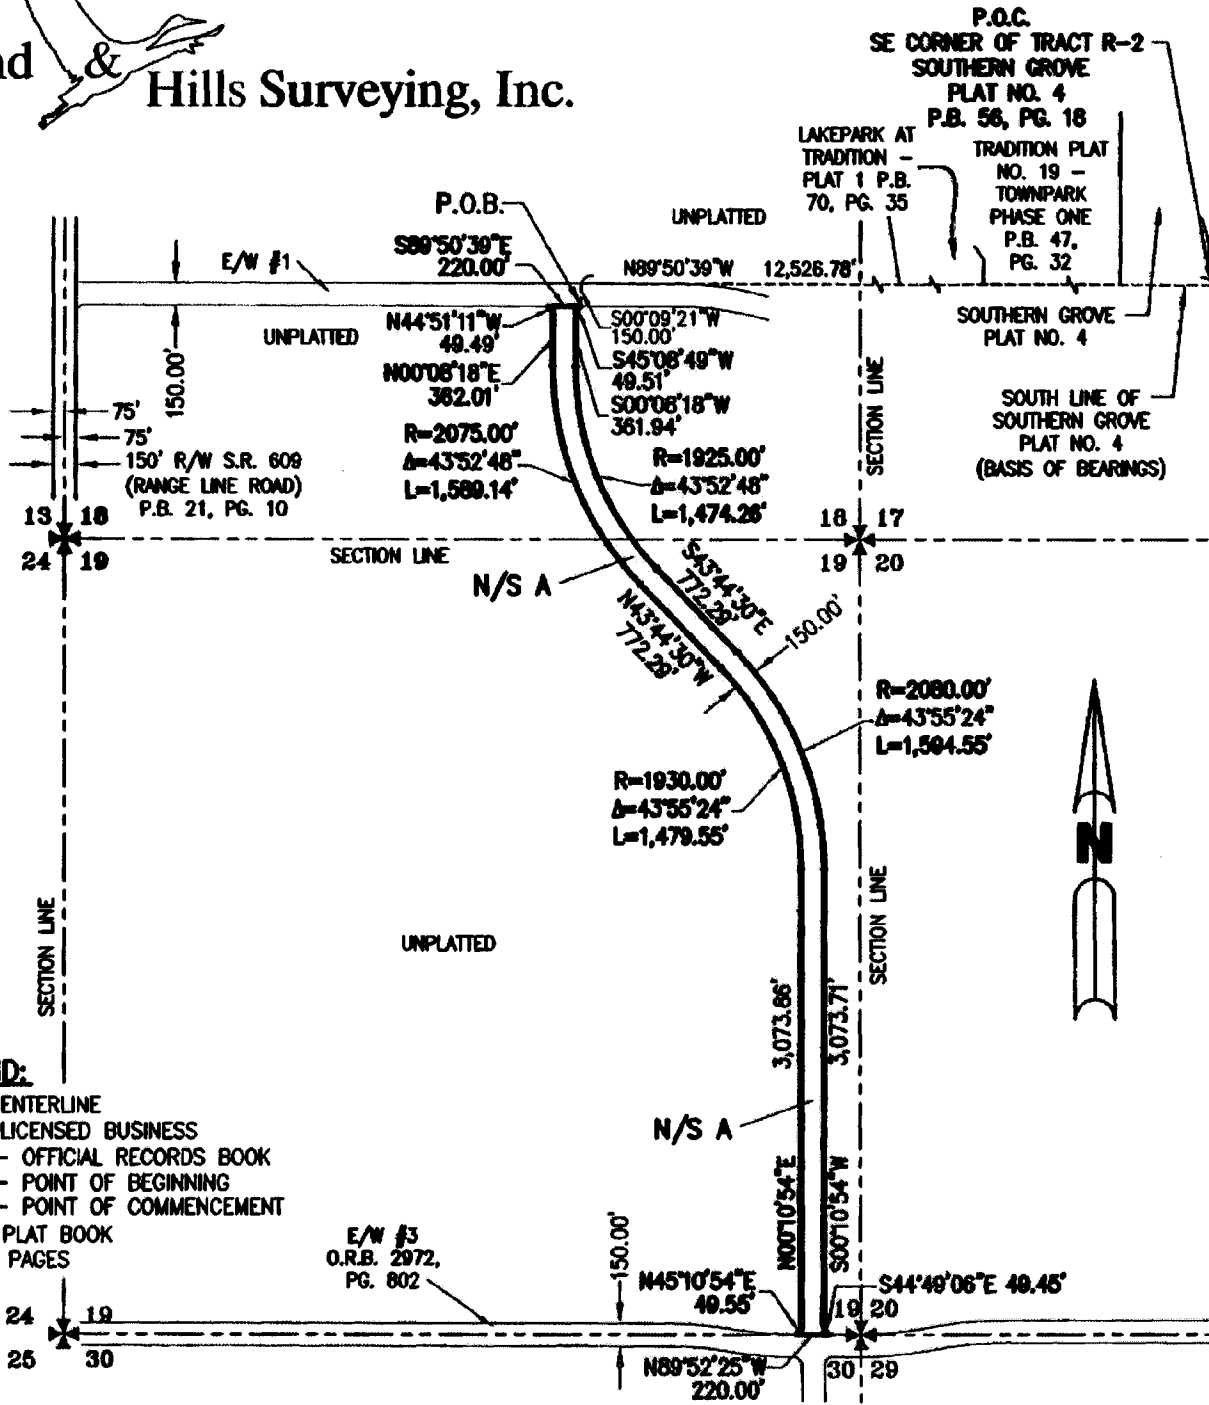 &
Hills Surveying, Inc.
P.O.C.
SE CORNER OF TRACT R-2
SOUTHERN GROVE
PLAT NO. 4
P.B. 56, PG. 18
LAKEPARK AT
TRADITION -
PLAT 1 P.B.
70, PG. 35
TRADITION PLAT
NO. 19 -
TOWNPARK
PHASE ONE
P.B. 47,
PG. 32
P.O.B.
UNPLATTED
S89°50'39"E
220.00'
E/W #1
N89°50'39"W 12,526.78'
UNPLATTED
150.00'
N44°51'11"W
49.49'
S00°09'21"W
150.00'
S45°08'49"W
49.51'
N00°08'18"E
362.01'
S00°08'18"W
361.94'
SOUTHERN GROVE
PLAT NO. 4
SOUTH LINE OF
SOUTHERN GROVE
PLAT NO. 4
(BASIS OF BEARINGS)
SECTION LINE
75'
75'
150' R/W S.R. 609
(RANGE LINE ROAD)
P.B. 21, PG. 10
R=2075.00'
Δ=43°52'48"
L=1,589.14'
R=1925.00'
Δ=43°52'48"
L=1,474.26'
13 18
24 19
SECTION LINE
18 17
19 20
N/S A
S43°44'30"E
772.29'
N43°44'30"W
772.29'
150.00'
R=2080.00'
Δ=43°55'24"
L=1,594.55'
R=1930.00'
Δ=43°55'24"
L=1,479.55'
N
SECTION LINE
SECTION LINE
UNPLATTED
3,073.86'
3,073.71'
N/S A
N00°10'54"E
S00°10'54"W
D:
ENTERLINE
LICENSED BUSINESS
- OFFICIAL RECORDS BOOK
- POINT OF BEGINNING
- POINT OF COMMENCEMENT
PLAT BOOK
PAGES
E/W #3
O.R.B. 2972,
PG. 802
150.00'
N45°10'54"E
49.55'
S44°49'06"E 49.45'
24 19
25 30
19 20
30 29
N89°52'25"W
220.00'